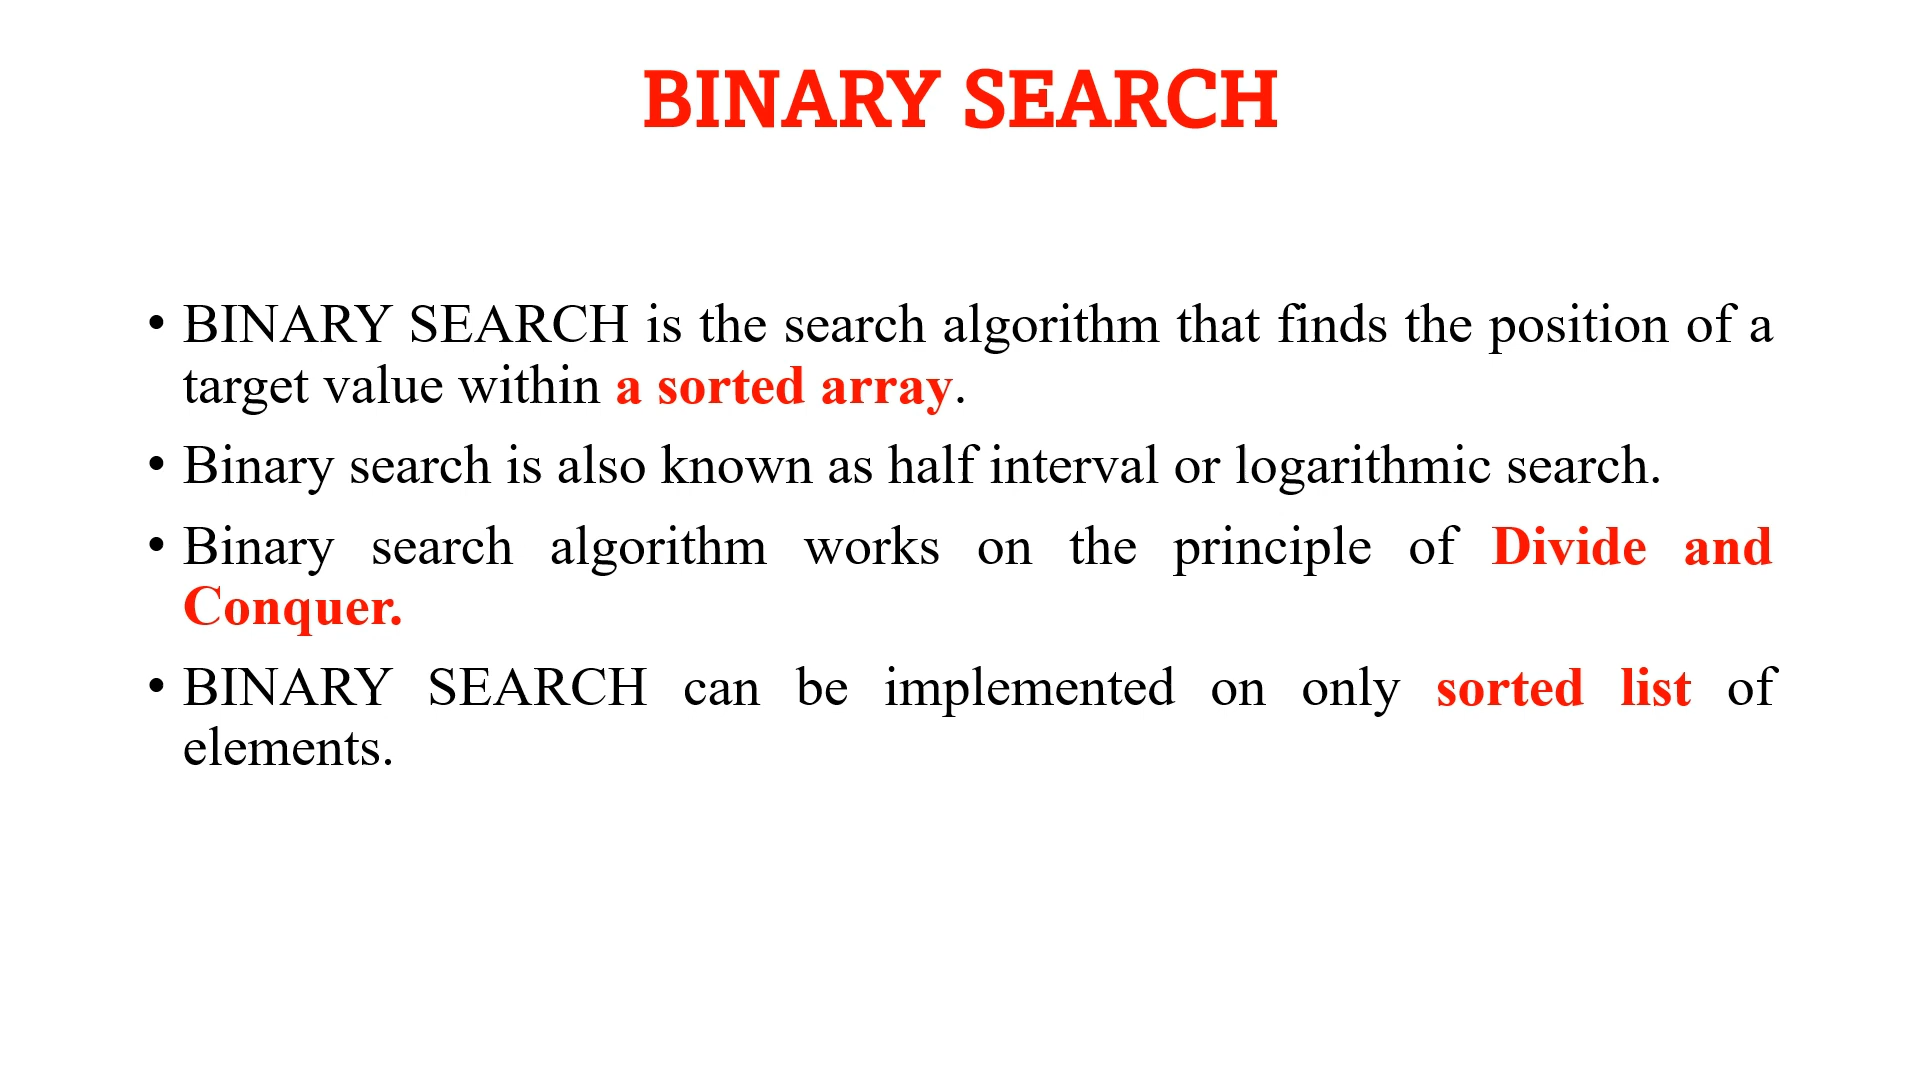 BINARY SEARCH
• BINARY SEARCH is the search algorithm that finds the position of a
target value within a sorted array.
• Binary search is also known as half interval or logarithmic search.
• Binary search algorithm works on the principle of Divide and
Conquer.
• BINARY SEARCH can be implemented on only sorted list of
elements.